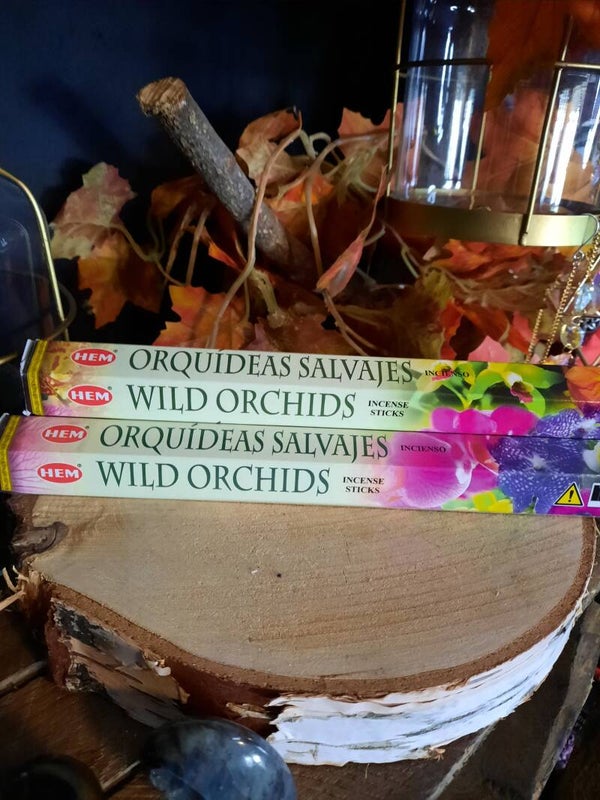 HEM ORQUÍDEAS SALVAJES INCIENSO
HEM WILD ORCHIDS INCENSE STICKS
HEM ORQUÍDEAS SALVAJES INCIENSO
HEM WILD ORCHIDS INCENSE STICKS